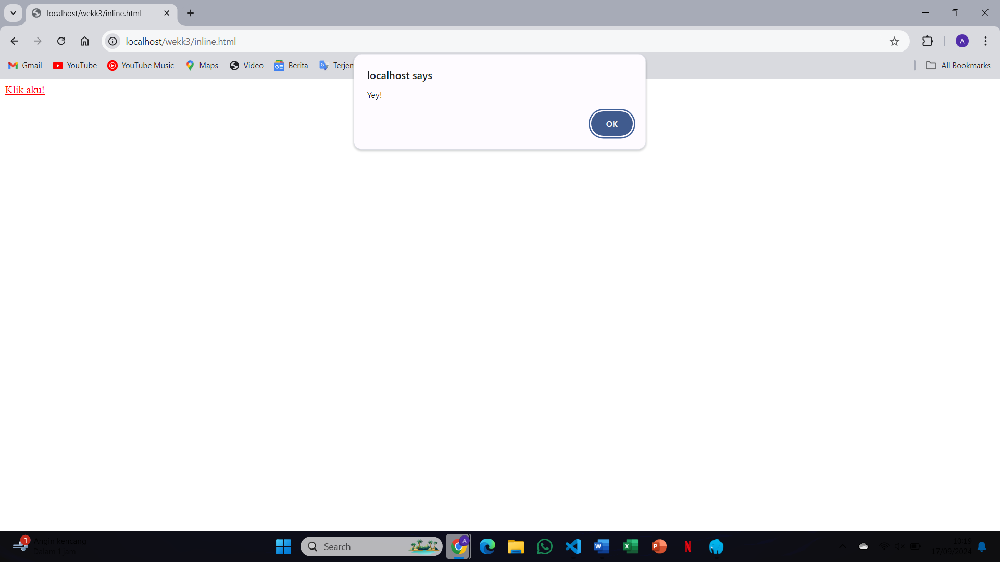 localhost/wekk3/inline.html
localhost/wekk3/inline.html
A
Gmail
YouTube
YouTube Music
Maps
Video
Berita
Terjem
All Bookmarks
localhost says
Yey!
OK
Klik aku!
1
Angin kencang
Dalam 1 jam
Search
A
10:19
17/09/2024